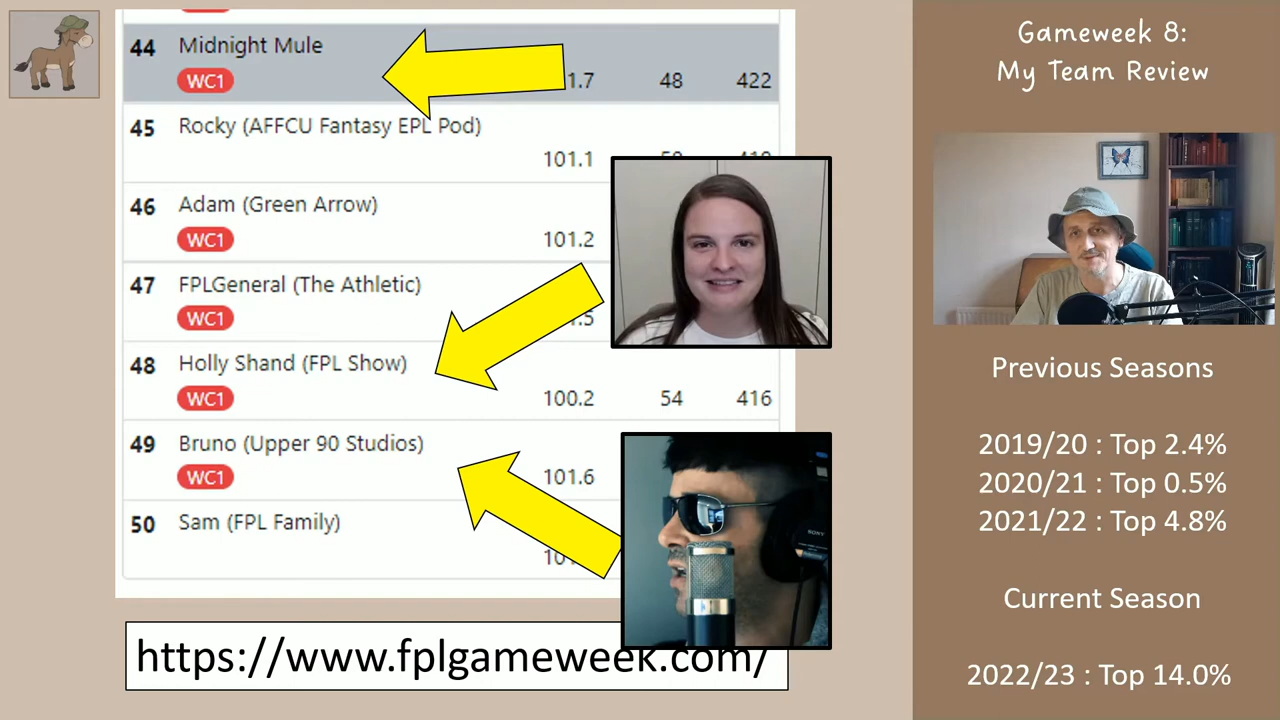 44 Midnight Mule
WC1 1.7 48 422
45 Rocky (AFFCU Fantasy EPL Pod)
101.1
46 Adam (Green Arrow)
WC1 101.2
47 FPLGeneral (The Athletic)
WC1 .5
48 Holly Shand (FPL Show)
WC1 100.2 54 416
49 Bruno (Upper 90 Studios)
WC1 101.6
50 Sam (FPL Family)
https://www.fplgameweek.com/
SONY
Gameweek 8:
My Team Review
Previous Seasons
2019/20 : Top 2.4%
2020/21 : Top 0.5%
2021/22 : Top 4.8%
Current Season
2022/23 : Top 14.0%